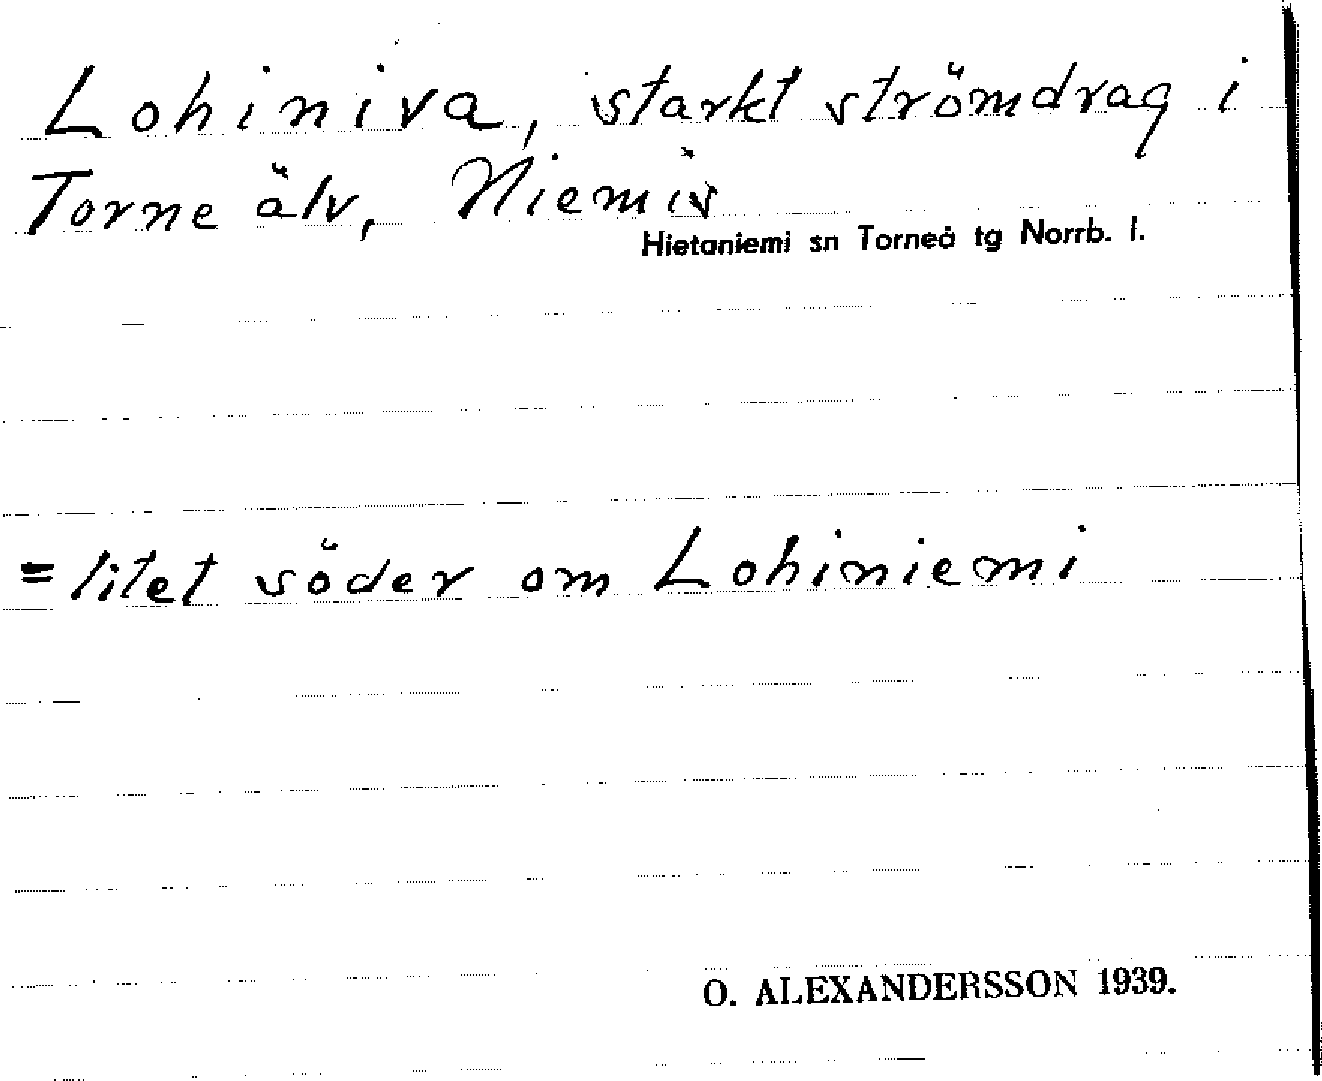 Lohiniva, starkt strömdrag i
Torne älv, Niemis
Hietaniemi sn Torneå tg Norrb. l.
= litet söder om Lohiniemi
O. ALEXANDERSSON 1939.